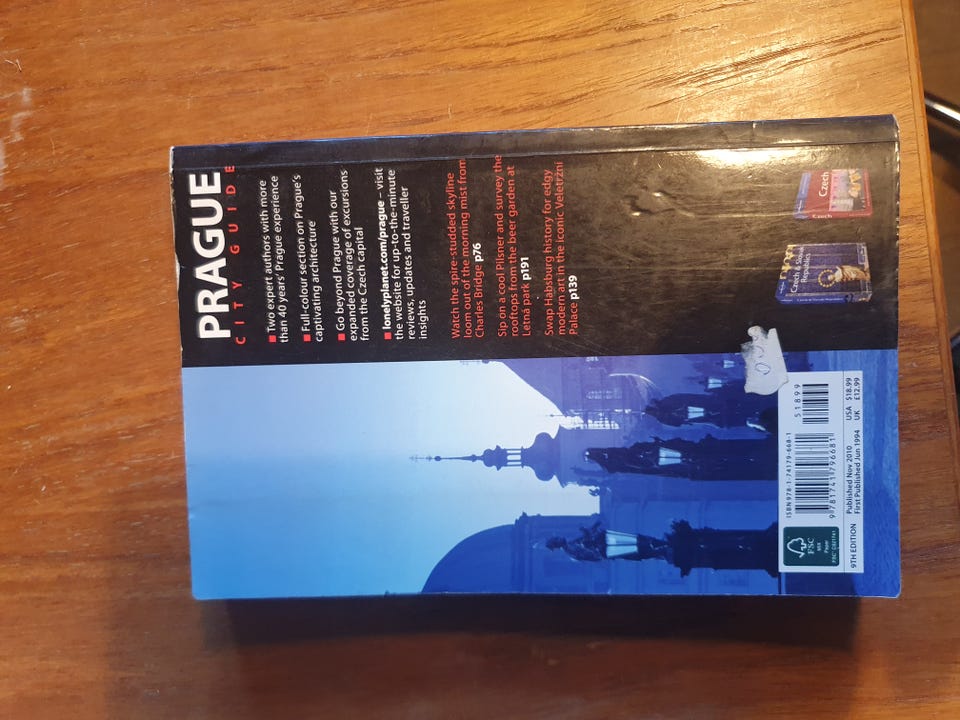 PRAGUE
CITY GUIDE
Two expert authors with more
than 40 years' Prague experience
Full-colour section on Prague's
captivating architecture
Go beyond Prague with our
expanded coverage of excursions
from the Czech capital
lonelyplanet.com/prague – visit
the website for up-to-the-minute
reviews, updates and traveller
insights
Watch the spire-studded skyline
loom out of the morning mist from
Charles Bridge p76
Sip on a cool Pilsner and survey the
rooftops from the beer garden at
Letná park p191
Swap Habsburg history for edgy
modern art in the iconic Veletržní
Palace p139
Czech & Slovak
Republics
Czech
Czech
FSC
MIX
Paper
ISBN 978-1-74179-668-1
51899
9 781741 796681
9TH EDITION
Published Nov 2010
First Published Jun 1994
USA $18.99
UK £12.99